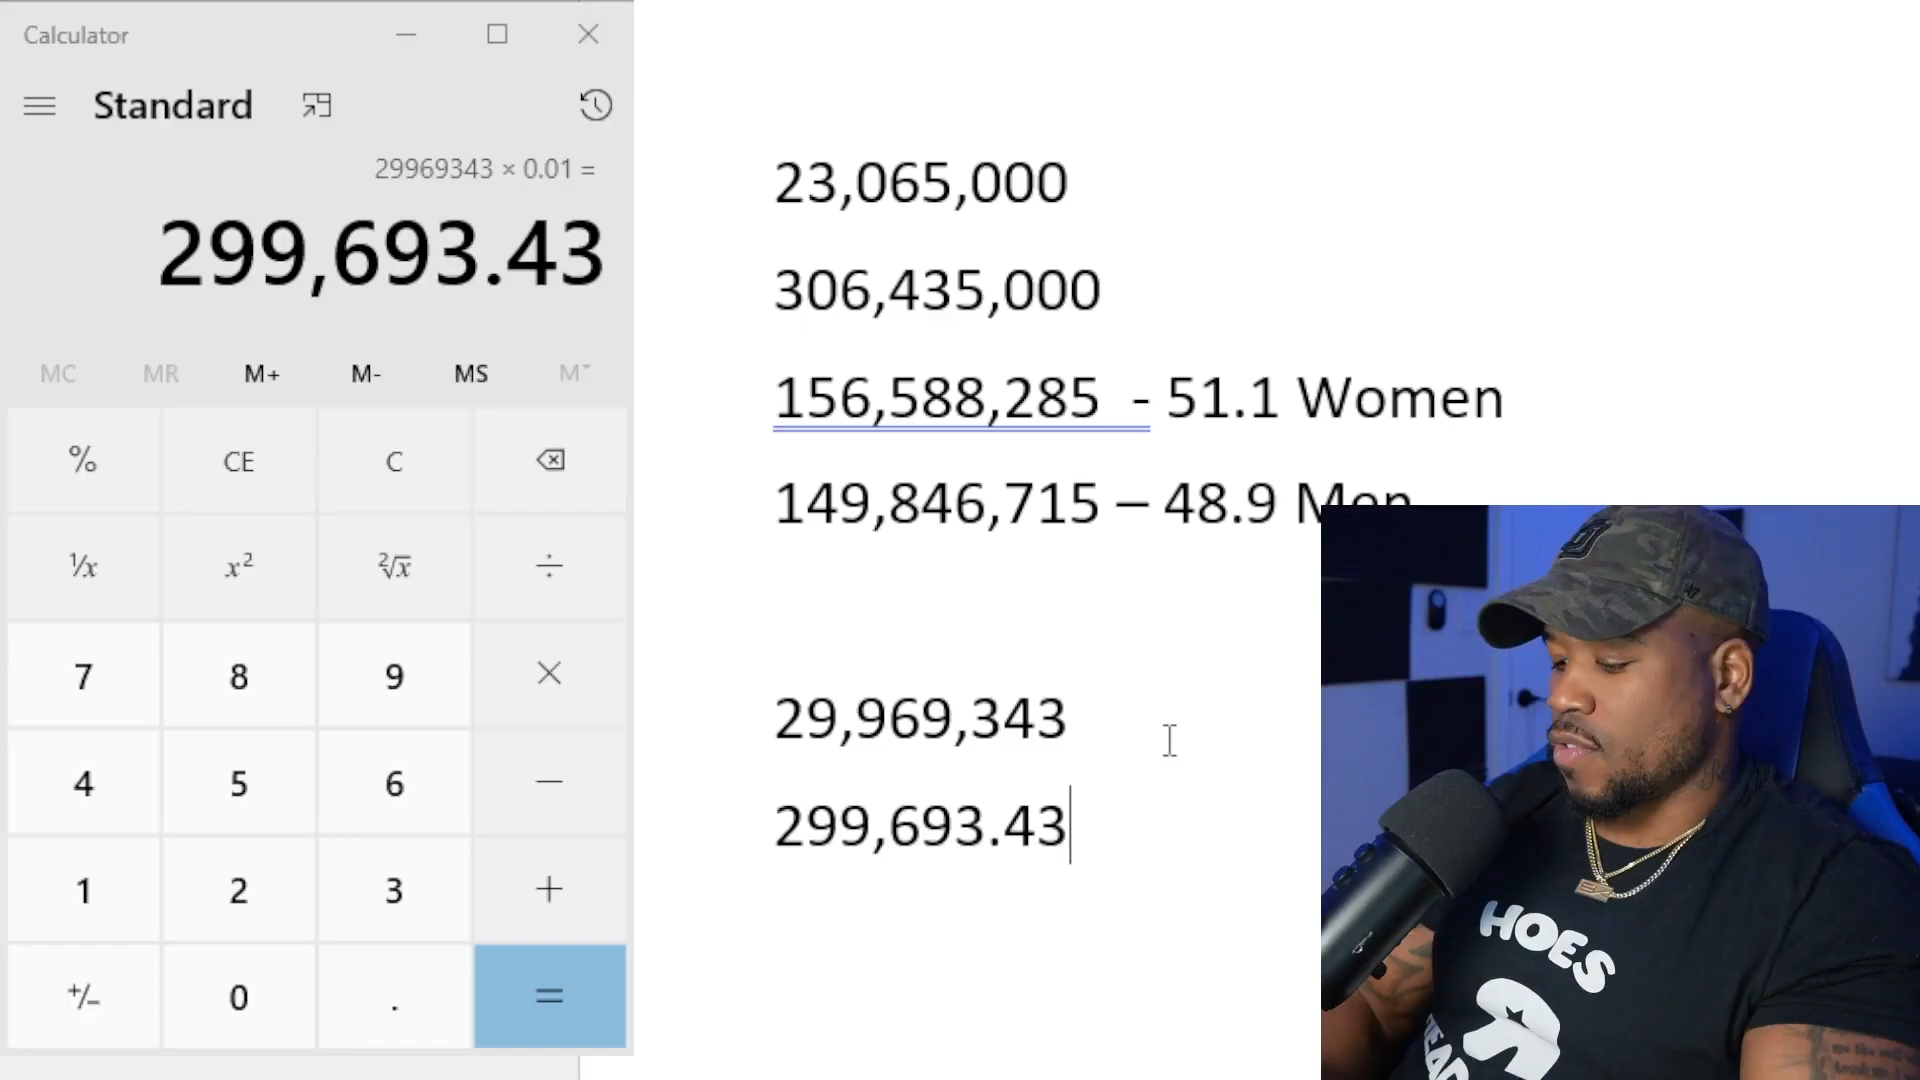 Calculator
Standard
29969343 × 0.01 =
299,693.43
MC MR M+ M- MS M˅
% CE C
¹/x x² ²√x ÷
7 8 9 ×
4 5 6 −
1 2 3 +
+/− 0 . =
23,065,000
306,435,000
156,588,285 - 51.1 Women
149,846,715 – 48.9 Men
29,969,343
299,693.43
HOES